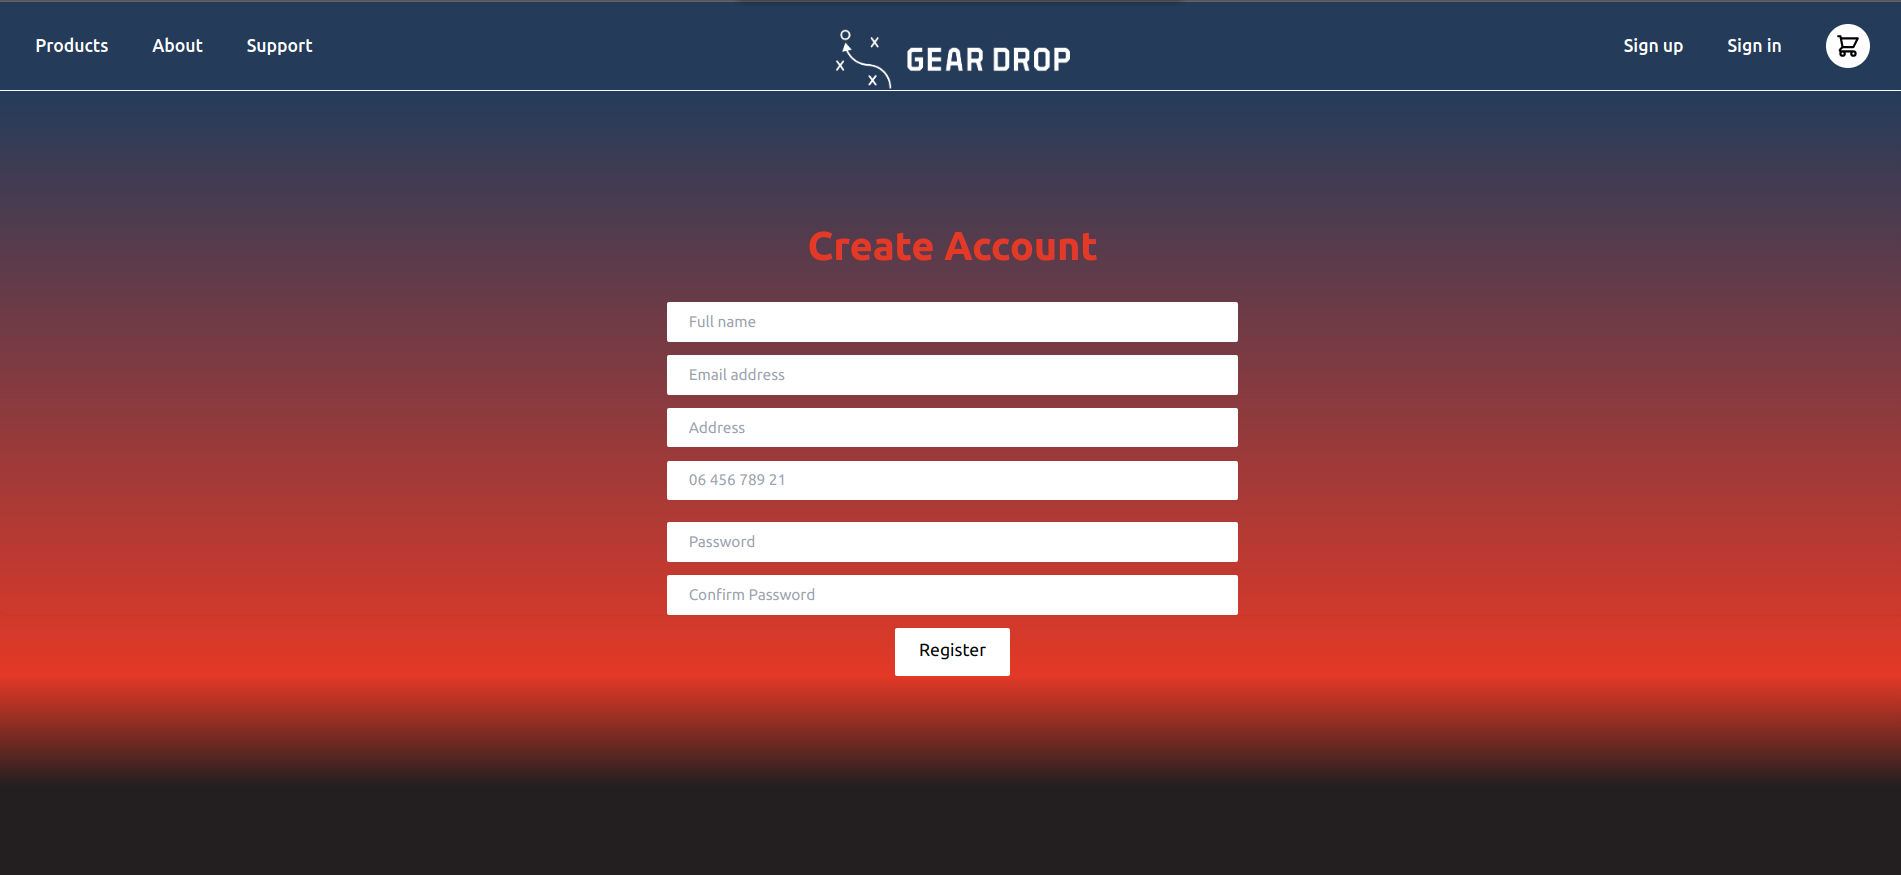 Products About Support GEAR DROP Sign up Sign in
Create Account
Full name
Email address
Address
06 456 789 21
Password
Confirm Password
Register